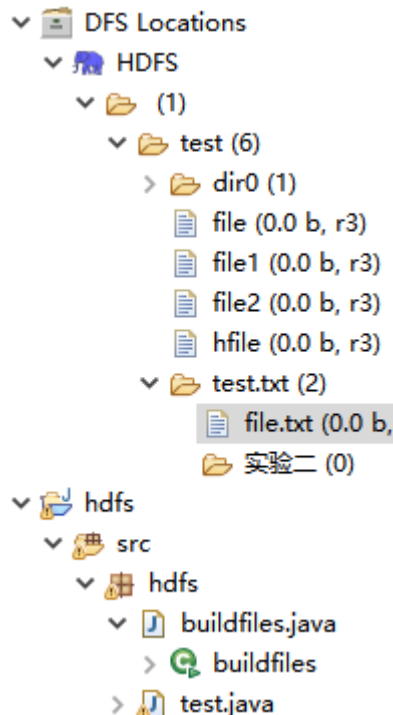 DFS Locations
HDFS
(1)
test (6)
dir0 (1)
file (0.0 b, r3)
file1 (0.0 b, r3)
file2 (0.0 b, r3)
hfile (0.0 b, r3)
test.txt (2)
file.txt (0.0 b,
实验二 (0)
hdfs
src
hdfs
buildfiles.java
buildfiles
test.java